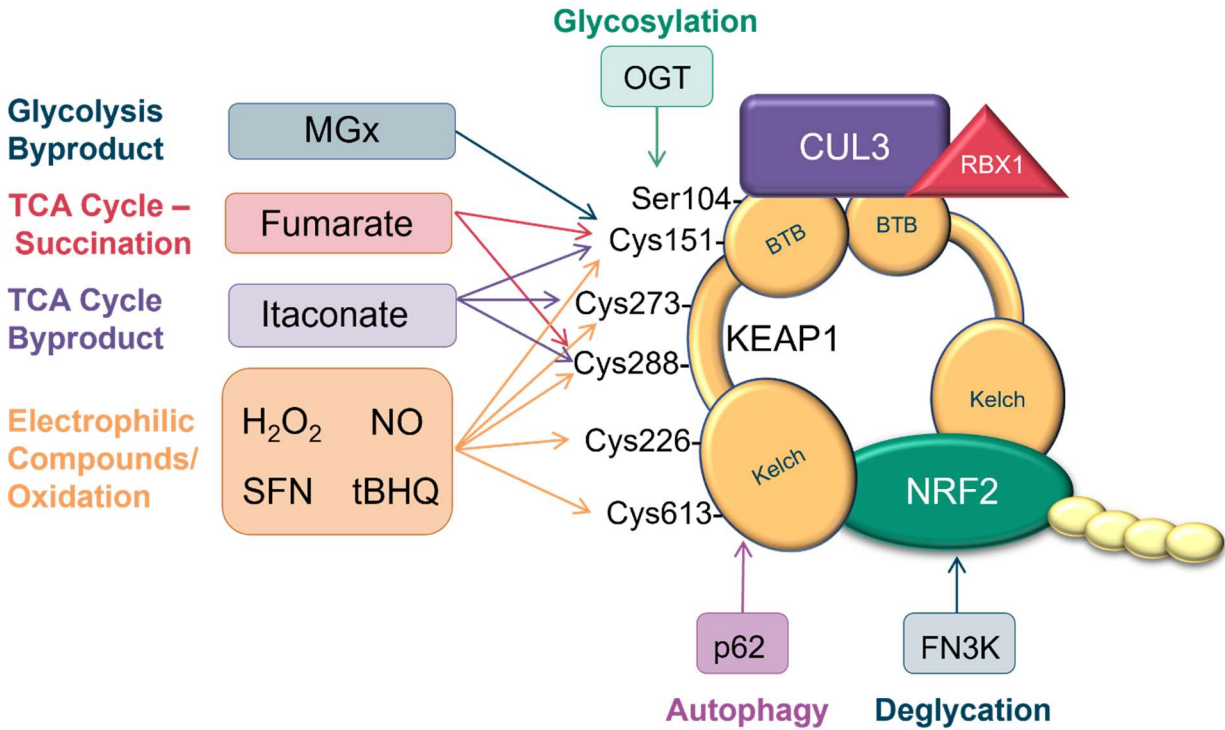 Glycosylation
OGT
Glycolysis
Byproduct
MGx
TCA Cycle –
Succination
Fumarate
TCA Cycle
Byproduct
Itaconate
Electrophilic
Compounds/
Oxidation
H₂O₂ NO
SFN tBHQ
Ser104
Cys151
Cys273
Cys288
Cys226
Cys613
CUL3
RBX1
BTB
BTB
KEAP1
Kelch
Kelch
NRF2
p62
Autophagy
FN3K
Deglycation